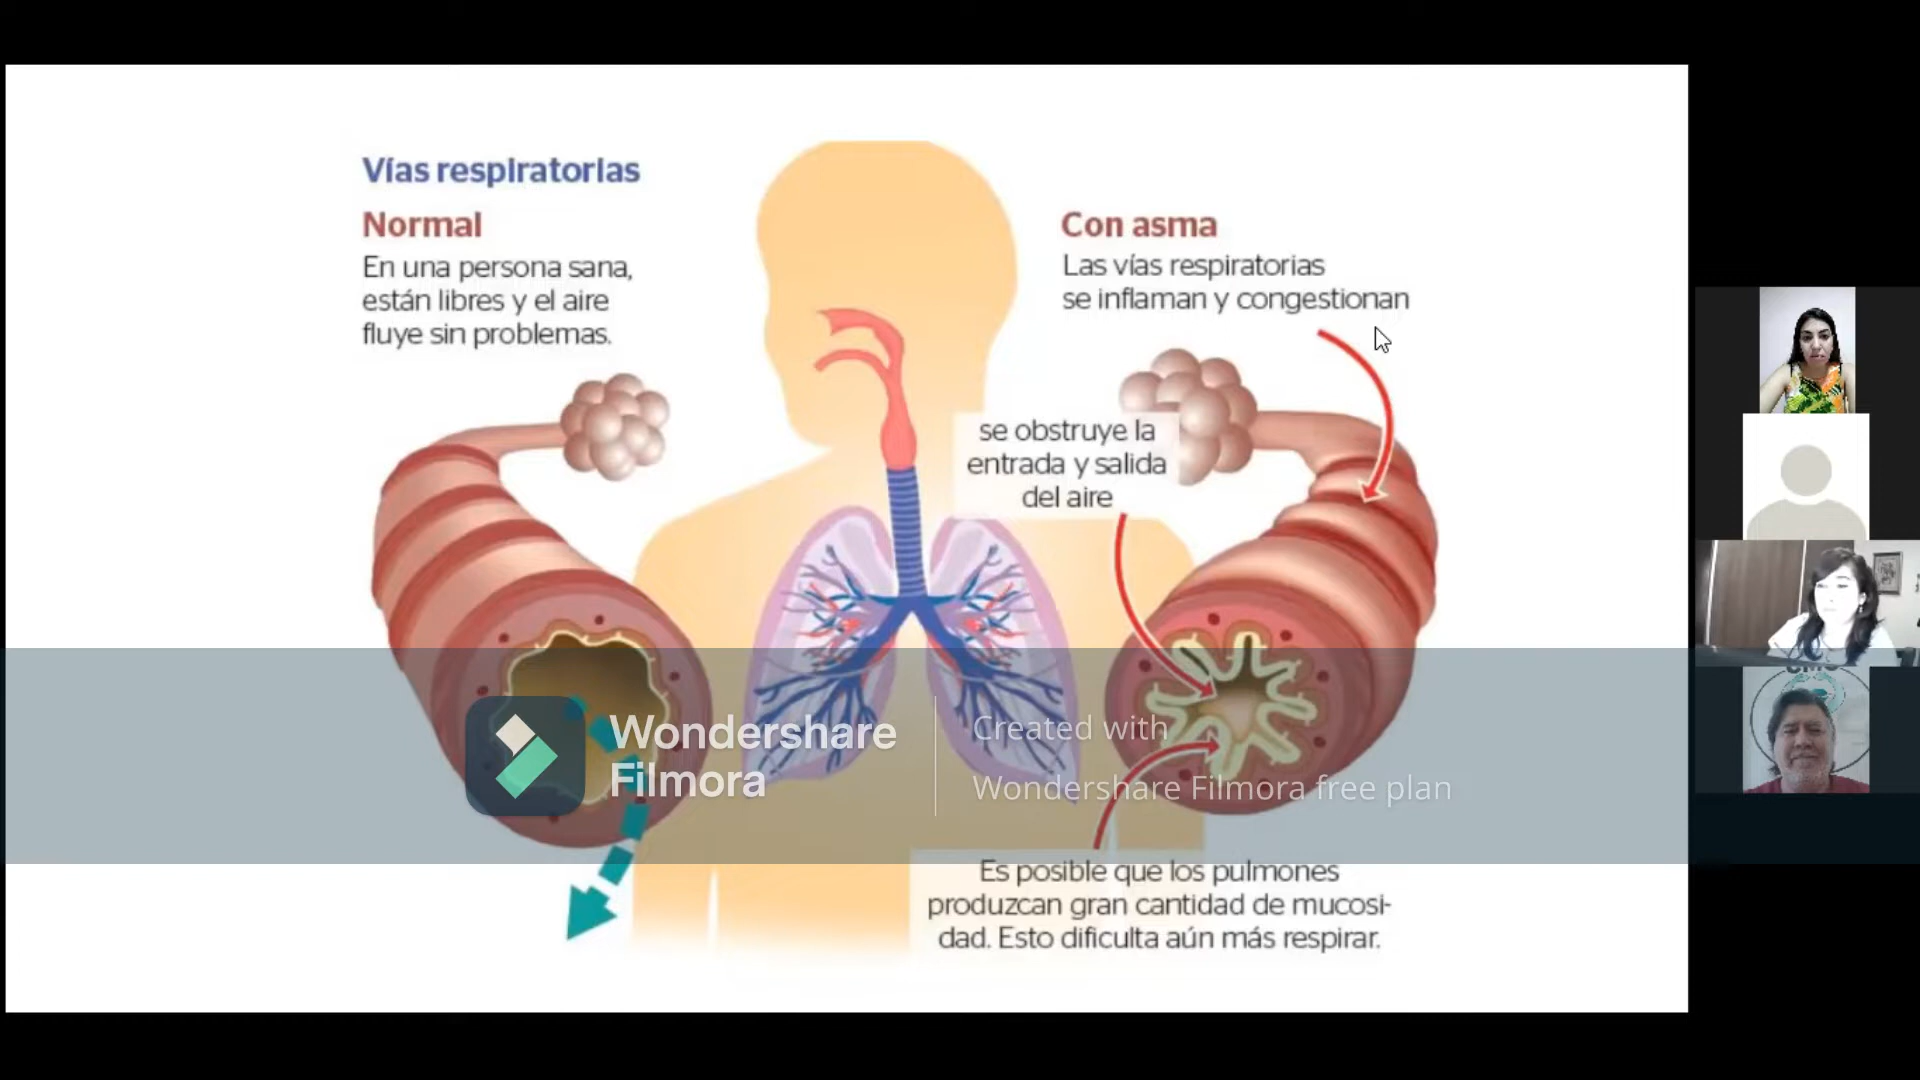 Vías respiratorias
Normal
En una persona sana,
están libres y el aire
fluye sin problemas.
Con asma
Las vías respiratorias
se inflaman y congestionan
se obstruye la
entrada y salida
del aire
Wondershare
Filmora
Created with
Wondershare Filmora free plan
Es posible que los pulmones
produzcan gran cantidad de mucosi-
dad. Esto dificulta aún más respirar.